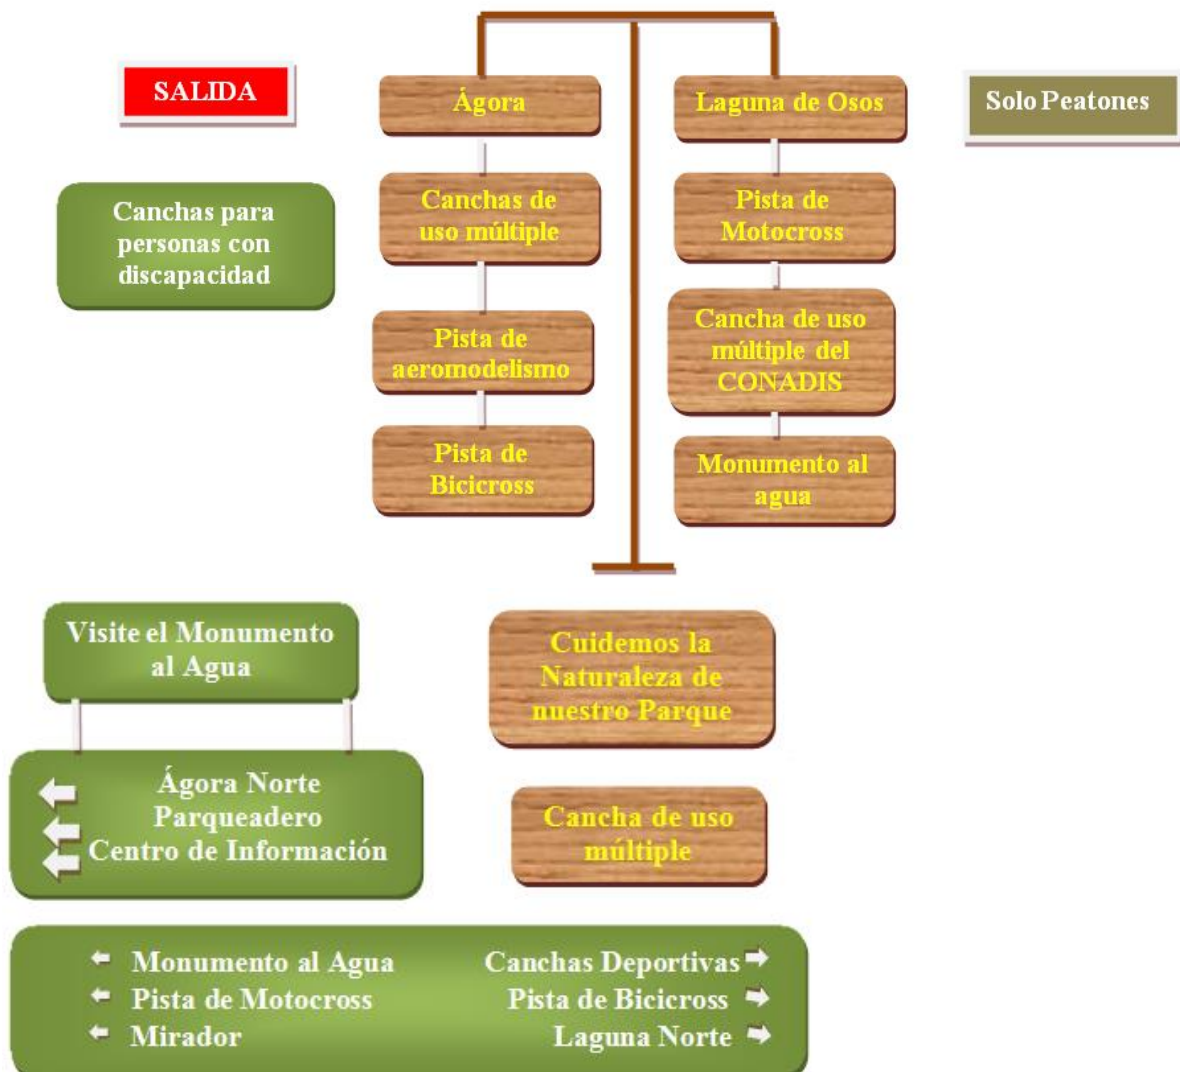 SALIDA
Ágora
Laguna de Osos
Solo Peatones
Canchas para
personas con
discapacidad
Canchas de
uso múltiple
Pista de
Motocross
Pista de
aeromodelismo
Cancha de uso
múltiple del
CONADIS
Pista de
Bicicross
Monumento al
agua
Visite el Monumento
al Agua
Cuidemos la
Naturaleza de
nuestro Parque
Ágora Norte
Parqueadero
Centro de Información
Cancha de uso
múltiple
Monumento al Agua
Pista de Motocross
Mirador
Canchas Deportivas
Pista de Bicicross
Laguna Norte